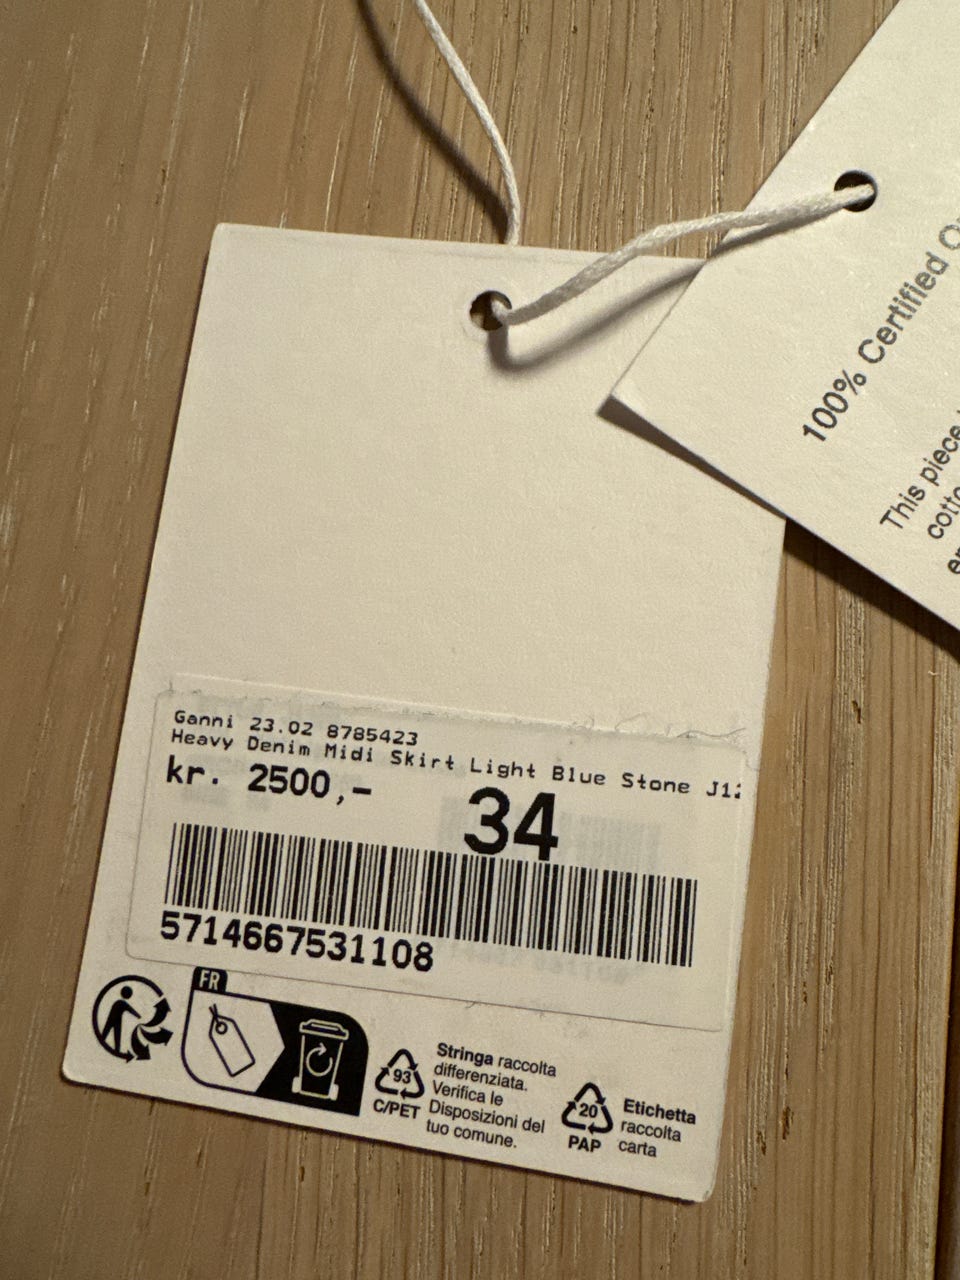 100% Certified
This piece
Ganni 23.02 8785423
Heavy Denim Midi Skirt Light Blue Stone
kr. 2500,-
34
5714667531108
FR
93
C/PET
Stringa raccolta
differenziata.
Verifica le
Disposizioni del
tuo comune.
20
PAP
Etichetta
raccolta
carta